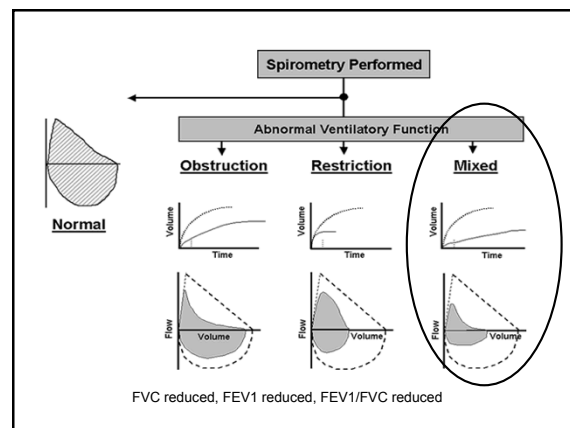 Spirometry Performed
Abnormal Ventilatory Function
Obstruction Restriction Mixed
Normal
Volume
Time
Volume
Time
Volume
Time
Flow
Volume
Flow
Volume
Flow
Volume
FVC reduced, FEV1 reduced, FEV1/FVC reduced